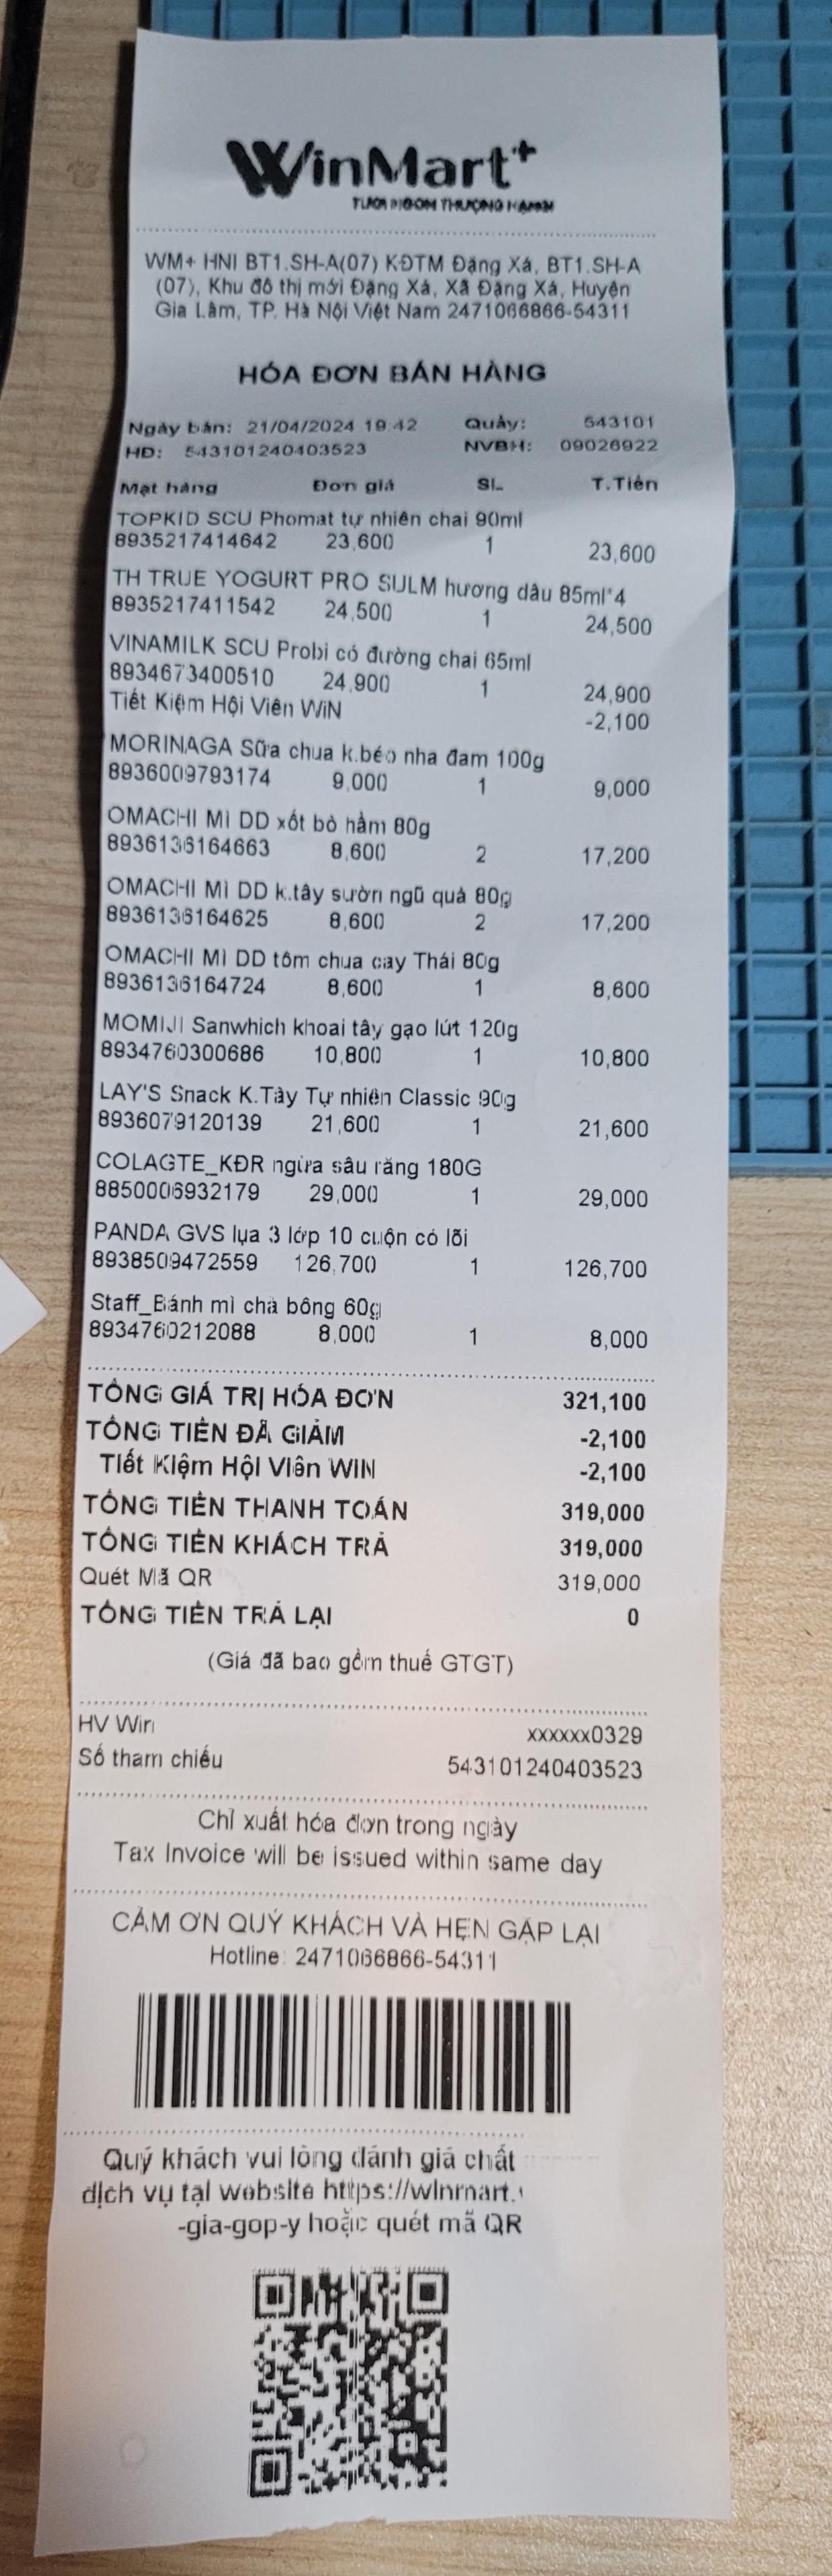 WinMart+
TƯƠI NGON THƯỢNG HẠNG
WM+ HNI BT1.SH-A(07) KĐTM Đặng Xá, BT1.SH-A
(07), Khu đô thị mới Đặng Xá, Xã Đặng Xá, Huyện
Gia Lâm, TP. Hà Nội Việt Nam 2471066866-54311
HÓA ĐƠN BÁN HÀNG
Ngày bán: 21/04/2024 19:42 Quầy: 543101
HD: 543101240403523 NVBH: 09026922
Mặt hàng Đơn giá SL T.Tiền
TOPKID SCU Phomat tự nhiên chai 90ml
8935217414642 23,600 1 23,600
TH TRUE YOGURT PRO SULM hương dâu 85ml*4
8935217411542 24,500 1 24,500
VINAMILK SCU Probi có đường chai 65ml
8934673400510 24,900 1 24,900
Tiết Kiệm Hội Viên WiN -2,100
MORINAGA Sữa chua k.béo nha đam 100g
8936009793174 9,000 1 9,000
OMACHI MÌ DD xốt bò hầm 80g
8936136164663 8,600 2 17,200
OMACHI MÌ DD k.tây sườn ngũ quả 80g
8936136164625 8,600 2 17,200
OMACHI MÌ DD tôm chua cay Thái 80g
8936136164724 8,600 1 8,600
MOMIJI Sanwhich khoai tây gạo lứt 120g
8934760300686 10,800 1 10,800
LAY'S Snack K.Tây Tự nhiên Classic 90g
8936079120139 21,600 1 21,600
COLAGTE_KĐR ngừa sâu răng 180G
8850006932179 29,000 1 29,000
PANDA GVS lụa 3 lớp 10 cuộn có lõi
8938509472559 126,700 1 126,700
Staff_Bánh mì chà bông 60g
8934760212088 8,000 1 8,000
TỔNG GIÁ TRỊ HÓA ĐƠN 321,100
TỔNG TIỀN ĐÃ GIẢM -2,100
Tiết Kiệm Hội Viên WiN -2,100
TỔNG TIỀN THANH TOÁN 319,000
TỔNG TIỀN KHÁCH TRẢ 319,000
Quét Mã QR 319,000
TỔNG TIỀN TRẢ LẠI 0
(Giá đã bao gồm thuế GTGT)
HV Win xxxxxx0329
Số tham chiếu 543101240403523
Chỉ xuất hóa đơn trong ngày
Tax Invoice will be issued within same day
CẢM ƠN QUÝ KHÁCH VÀ HẸN GẶP LẠI
Hotline: 2471066866-54311
Quý khách vui lòng đánh giá chất
dịch vụ tại website https://winmart.
-gia-gop-y hoặc quét mã QR